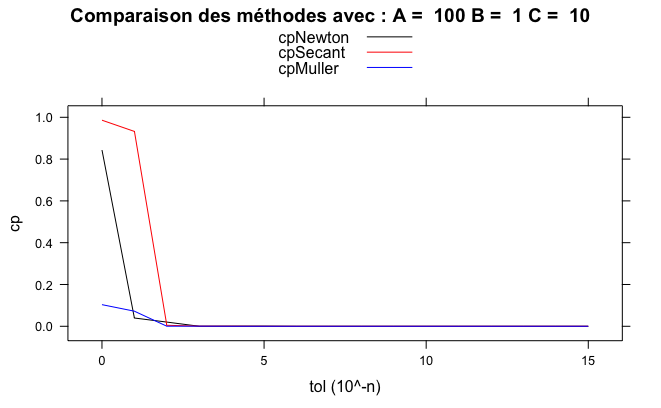 Comparaison des méthodes avec : A = 100 B = 1 C = 10
cpNewton
cpSecant
cpMuller
1.0
0.8
0.6
0.4
0.2
0.0
cp
0 5 10 15
tol (10^-n)